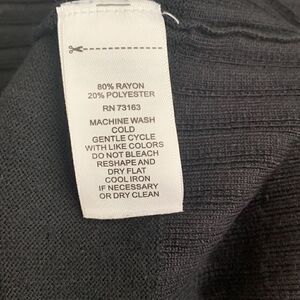 80% RAYON
20% POLYESTER
RN 73163
MACHINE WASH
COLD
GENTLE CYCLE
WITH LIKE COLORS
DO NOT BLEACH
RESHAPE AND
DRY FLAT
COOL IRON
IF NECESSARY
OR DRY CLEAN